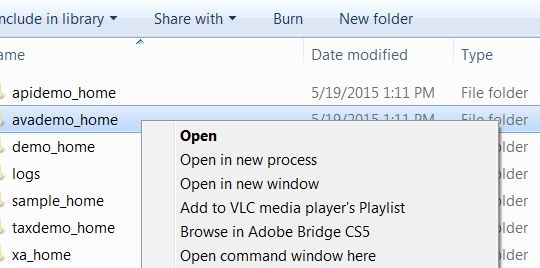 nclude in library Share with Burn New folder
ame Date modified Type
apidemo_home 5/19/2015 1:11 PM File folder
avademo_home 5/19/2015 1:11 PM File folder
demo_home older
logs older
sample_home older
taxdemo_home older
xa_home older
Open
Open in new process
Open in new window
Add to VLC media player's Playlist
Browse in Adobe Bridge CS5
Open command window here